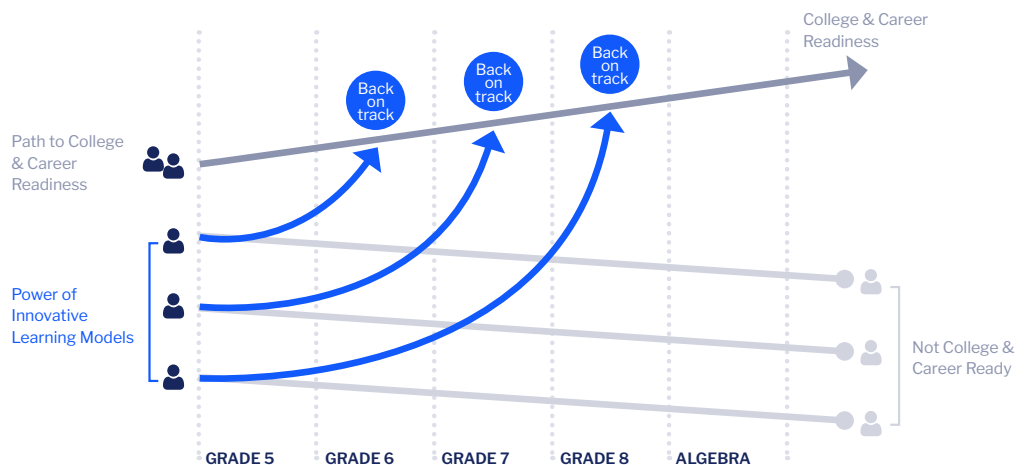 College & Career
Readiness
Back
on
track
Back
on
track
Back
on
track
Path to College
& Career
Readiness
Power of
Innovative
Learning Models
Not College &
Career Ready
GRADE 5
GRADE 6
GRADE 7
GRADE 8
ALGEBRA